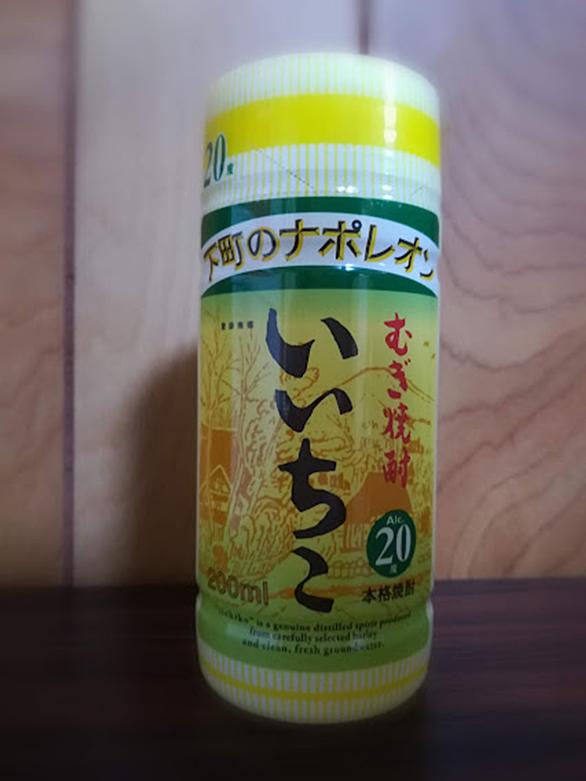 20度
下町のナポレオン
いいちこ
むぎ焼酎
Alc.
20
度
200ml
本格焼酎
"iichiko" is a genuine distilled spirit produced
from carefully selected barley
and clean, fresh groundwater.